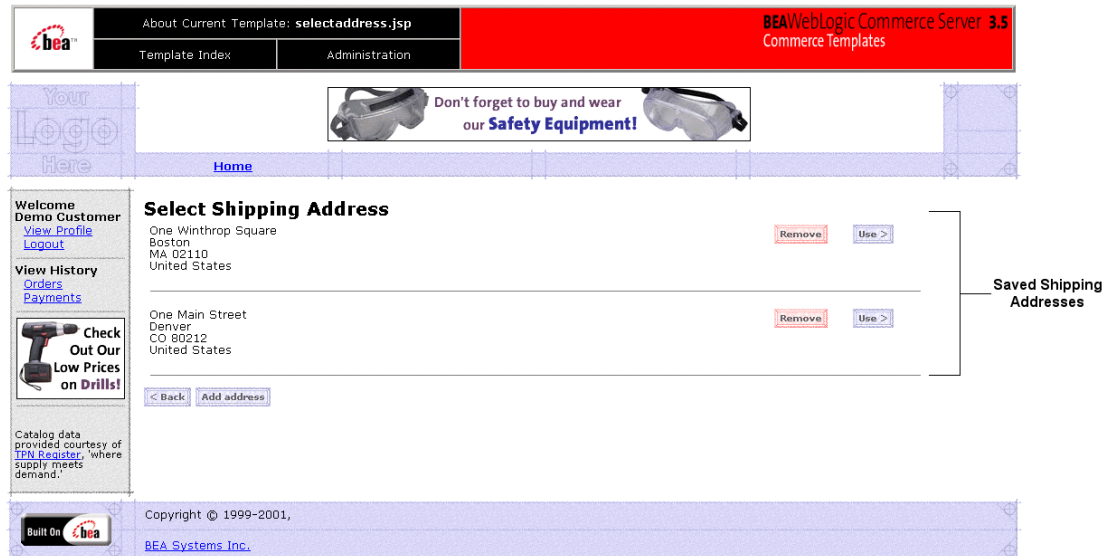 bea™
About Current Template: selectaddress.jsp
Template Index
Administration
BEA WebLogic Commerce Server 3.5
Commerce Templates
Your
Logo
Here
Don't forget to buy and wear
our Safety Equipment!
Home
Welcome
Demo Customer
View Profile
Logout
View History
Orders
Payments
Check
Out Our
Low Prices
on Drills!
Catalog data
provided courtesy of
TPN Register, 'where
supply meets
demand.'
Select Shipping Address
One Winthrop Square
Boston
MA 02110
United States
Remove
Use >
One Main Street
Denver
CO 80212
United States
Remove
Use >
< Back
Add address
Saved Shipping
Addresses
Built On bea
Copyright © 1999-2001,
BEA Systems Inc.